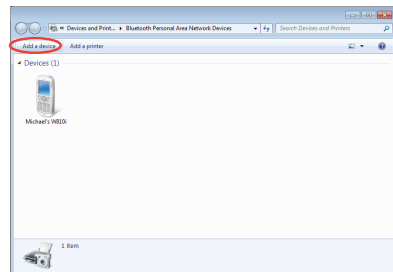 « Devices and Print... ▸ Bluetooth Personal Area Network Devices
Search Devices and Printers
Add a device
Add a printer
Devices (1)
Michael's W810i
1 item